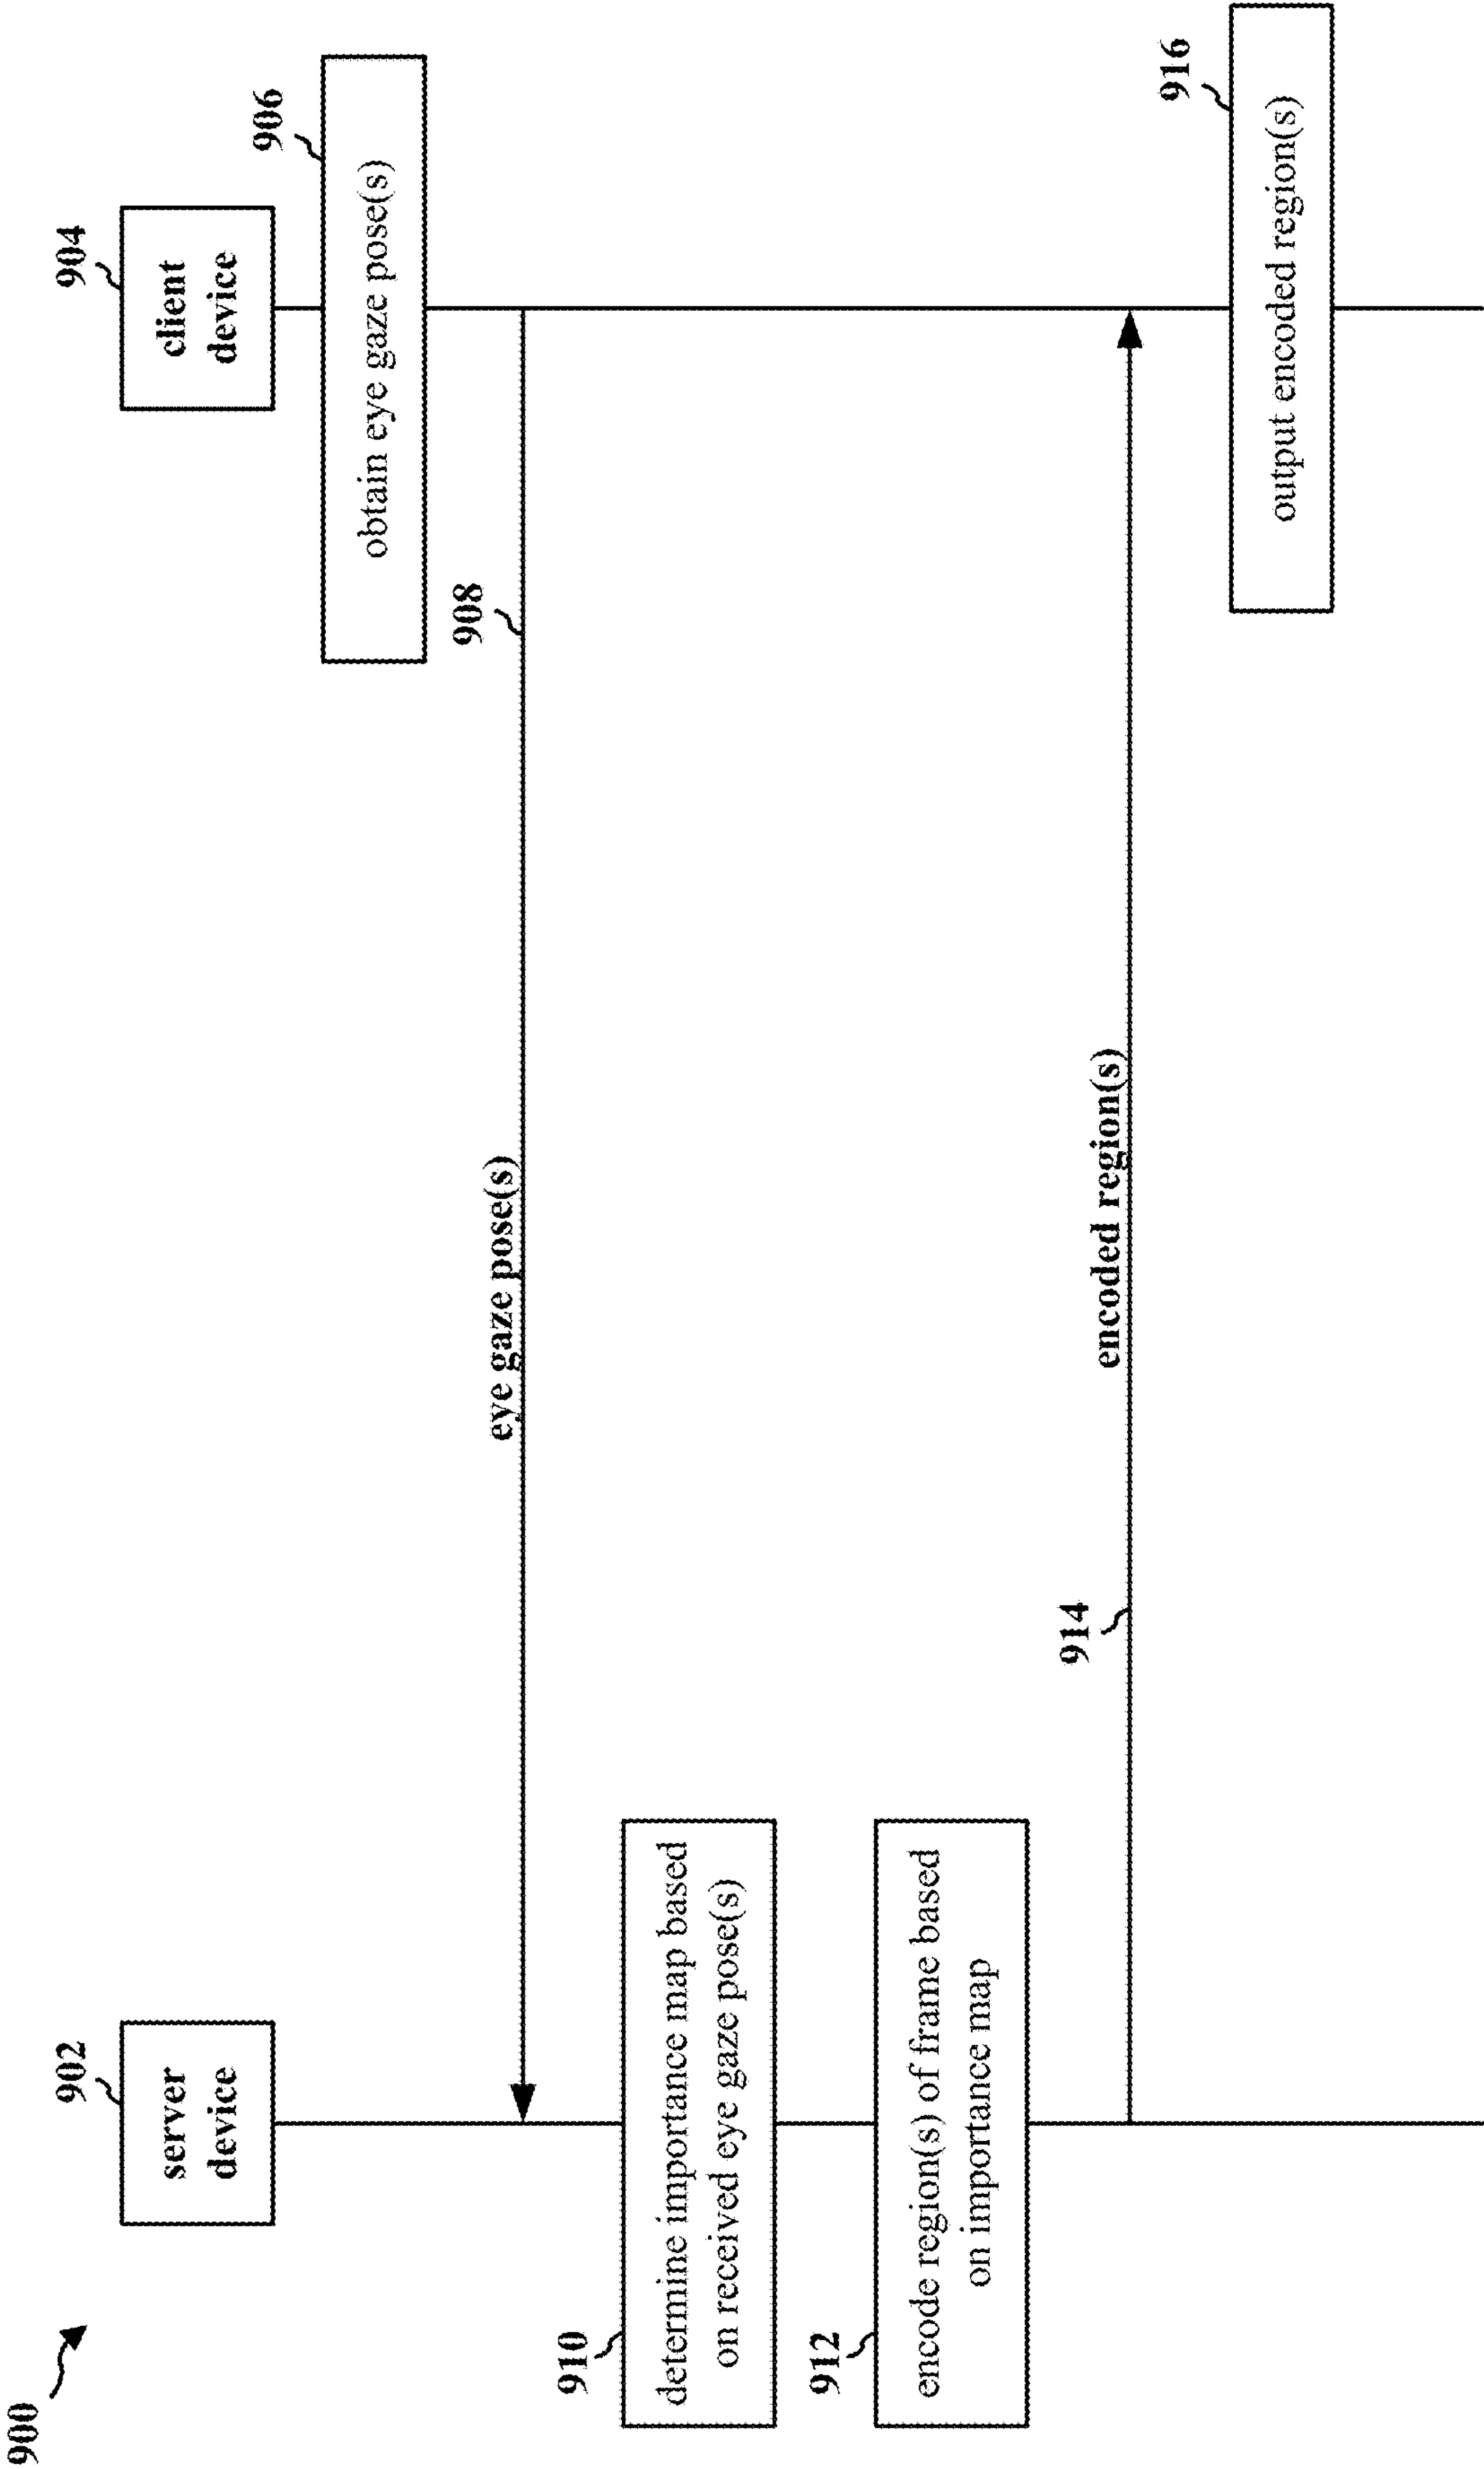 900
902
server
device
904
client
device
906
obtain eye gaze pose(s)
908
eye gaze pose(s)
910
determine importance map based
on received eye gaze pose(s)
912
encode region(s) of frame based
on importance map
914
encoded region(s)
916
output encoded region(s)